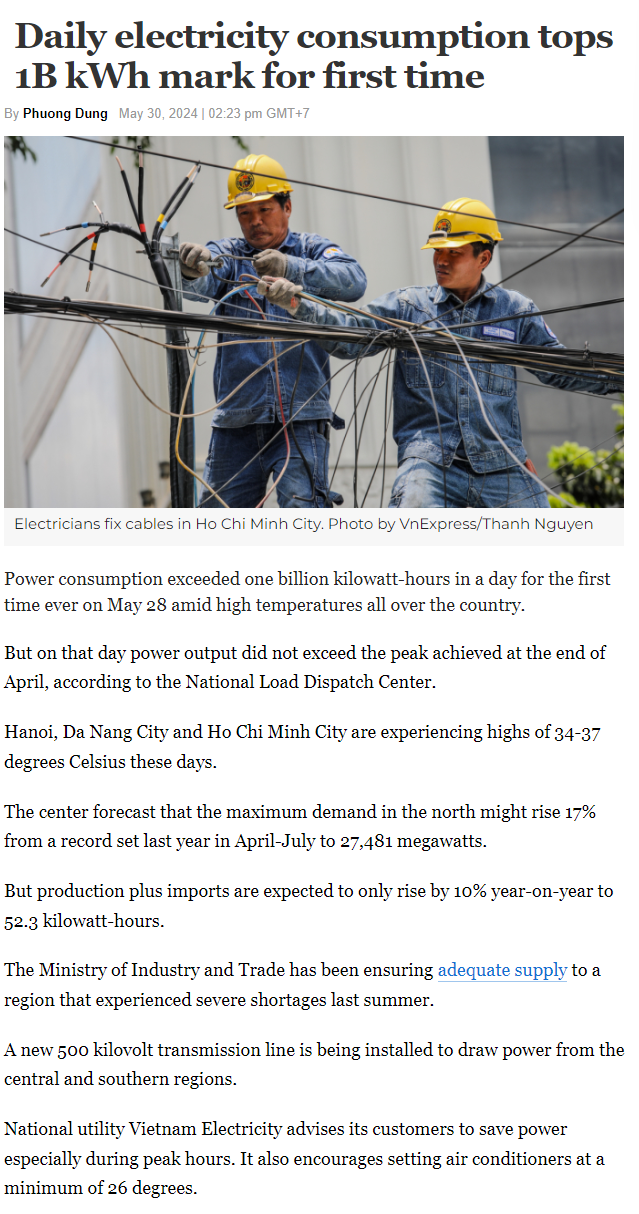 Daily electricity consumption tops
1B kWh mark for first time
By Phuong Dung May 30, 2024 | 02:23 pm GMT+7
Electricians fix cables in Ho Chi Minh City. Photo by VnExpress/Thanh Nguyen
Power consumption exceeded one billion kilowatt-hours in a day for the first
time ever on May 28 amid high temperatures all over the country.
But on that day power output did not exceed the peak achieved at the end of
April, according to the National Load Dispatch Center.
Hanoi, Da Nang City and Ho Chi Minh City are experiencing highs of 34-37
degrees Celsius these days.
The center forecast that the maximum demand in the north might rise 17%
from a record set last year in April-July to 27,481 megawatts.
But production plus imports are expected to only rise by 10% year-on-year to
52.3 kilowatt-hours.
The Ministry of Industry and Trade has been ensuring adequate supply to a
region that experienced severe shortages last summer.
A new 500 kilovolt transmission line is being installed to draw power from the
central and southern regions.
National utility Vietnam Electricity advises its customers to save power
especially during peak hours. It also encourages setting air conditioners at a
minimum of 26 degrees.